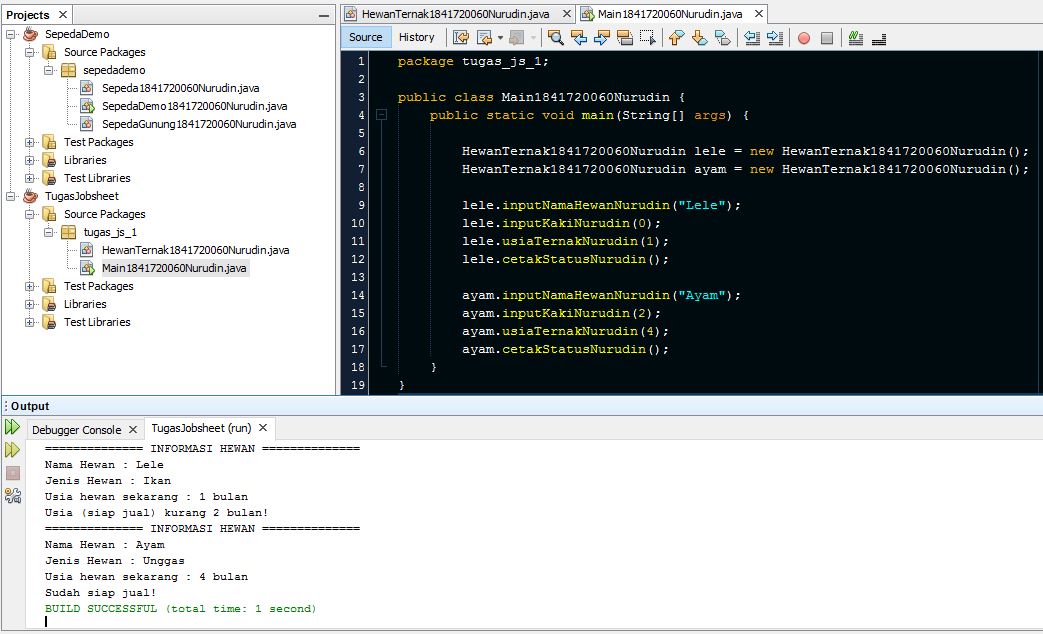 Projects
SepedaDemo
Source Packages
sepedademo
Sepeda1841720060Nurudin.java
SepedaDemo1841720060Nurudin.java
SepedaGunung1841720060Nurudin.java
Test Packages
Libraries
Test Libraries
TugasJobsheet
Source Packages
tugas_js_1
HewanTernak1841720060Nurudin.java
Main1841720060Nurudin.java
Test Packages
Libraries
Test Libraries
HewanTernak1841720060Nurudin.java Main1841720060Nurudin.java
Source History
1 package tugas_js_1;
2
3 public class Main1841720060Nurudin {
4 public static void main(String[] args) {
5
6 HewanTernak1841720060Nurudin lele = new HewanTernak1841720060Nurudin();
7 HewanTernak1841720060Nurudin ayam = new HewanTernak1841720060Nurudin();
8
9 lele.inputNamaHewanNurudin("Lele");
10 lele.inputKakiNurudin(0);
11 lele.usiaTernakNurudin(1);
12 lele.cetakStatusNurudin();
13
14 ayam.inputNamaHewanNurudin("Ayam");
15 ayam.inputKakiNurudin(2);
16 ayam.usiaTernakNurudin(4);
17 ayam.cetakStatusNurudin();
18 }
19 }
Output
Debugger Console TugasJobsheet (run)
============== INFORMASI HEWAN ==============
Nama Hewan : Lele
Jenis Hewan : Ikan
Usia hewan sekarang : 1 bulan
Usia (siap jual) kurang 2 bulan!
============== INFORMASI HEWAN ==============
Nama Hewan : Ayam
Jenis Hewan : Unggas
Usia hewan sekarang : 4 bulan
Sudah siap jual!
BUILD SUCCESSFUL (total time: 1 second)